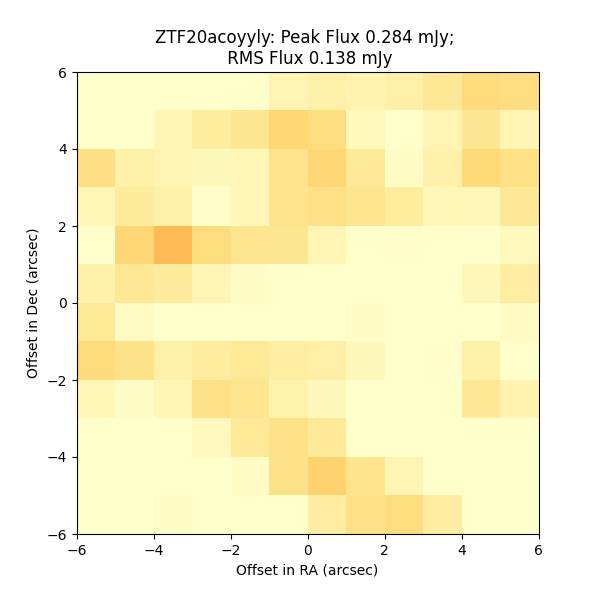 ZTF20acoyyly: Peak Flux 0.284 mJy;
RMS Flux 0.138 mJy
6
4
2
0
−2
−4
−6
Offset in Dec (arcsec)
−6 −4 −2 0 2 4 6
Offset in RA (arcsec)